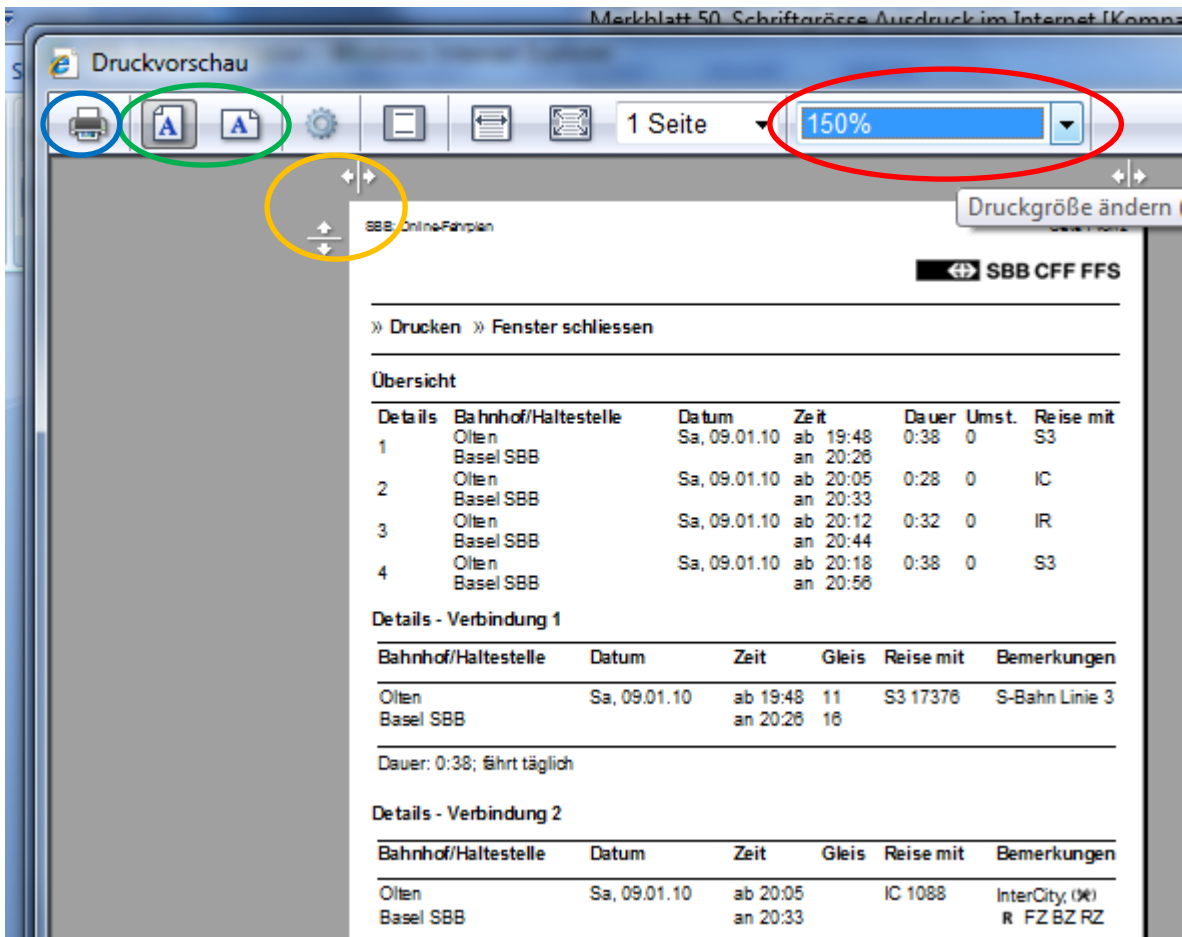 Merkblatt 50 Schriftgrösse Ausdruck im Internet [Kompa
Druckvorschau
A A 1 Seite 150%
Druckgröße ändern (
SBB: Online-Fahrplan
SBB CFF FFS
» Drucken » Fenster schliessen
Übersicht
Details Bahnhof/Haltestelle Datum Zeit Dauer Umst. Reise mit
1 Olten Sa, 09.01.10 ab 19:48 0:38 0 S3
Basel SBB an 20:26
2 Olten Sa, 09.01.10 ab 20:05 0:28 0 IC
Basel SBB an 20:33
3 Olten Sa, 09.01.10 ab 20:12 0:32 0 IR
Basel SBB an 20:44
4 Olten Sa, 09.01.10 ab 20:18 0:38 0 S3
Basel SBB an 20:56
Details - Verbindung 1
Bahnhof/Haltestelle Datum Zeit Gleis Reise mit Bemerkungen
Olten Sa, 09.01.10 ab 19:48 11 S3 17376 S-Bahn Linie 3
Basel SBB an 20:26 16
Dauer: 0:38; fährt täglich
Details - Verbindung 2
Bahnhof/Haltestelle Datum Zeit Gleis Reise mit Bemerkungen
Olten Sa, 09.01.10 ab 20:05 IC 1088 InterCity,
Basel SBB an 20:33 R FZ BZ RZ